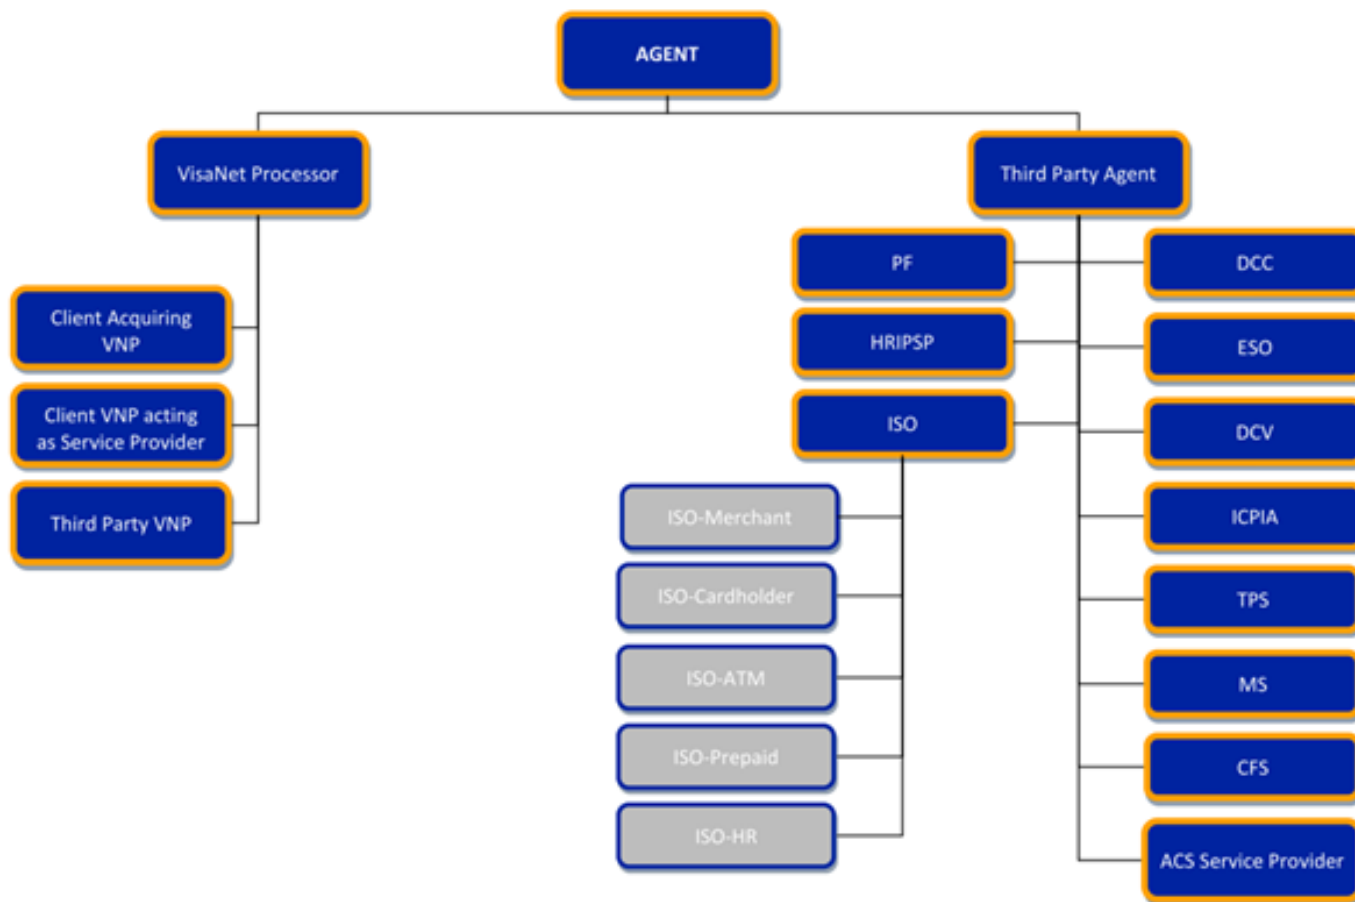 AGENT
VisaNet Processor
Third Party Agent
Client Acquiring
VNP
Client VNP acting
as Service Provider
Third Party VNP
PF
HRIPSP
ISO
ISO-Merchant
ISO-Cardholder
ISO-ATM
ISO-Prepaid
ISO-HR
DCC
ESO
DCV
ICPIA
TPS
MS
CFS
ACS Service Provider